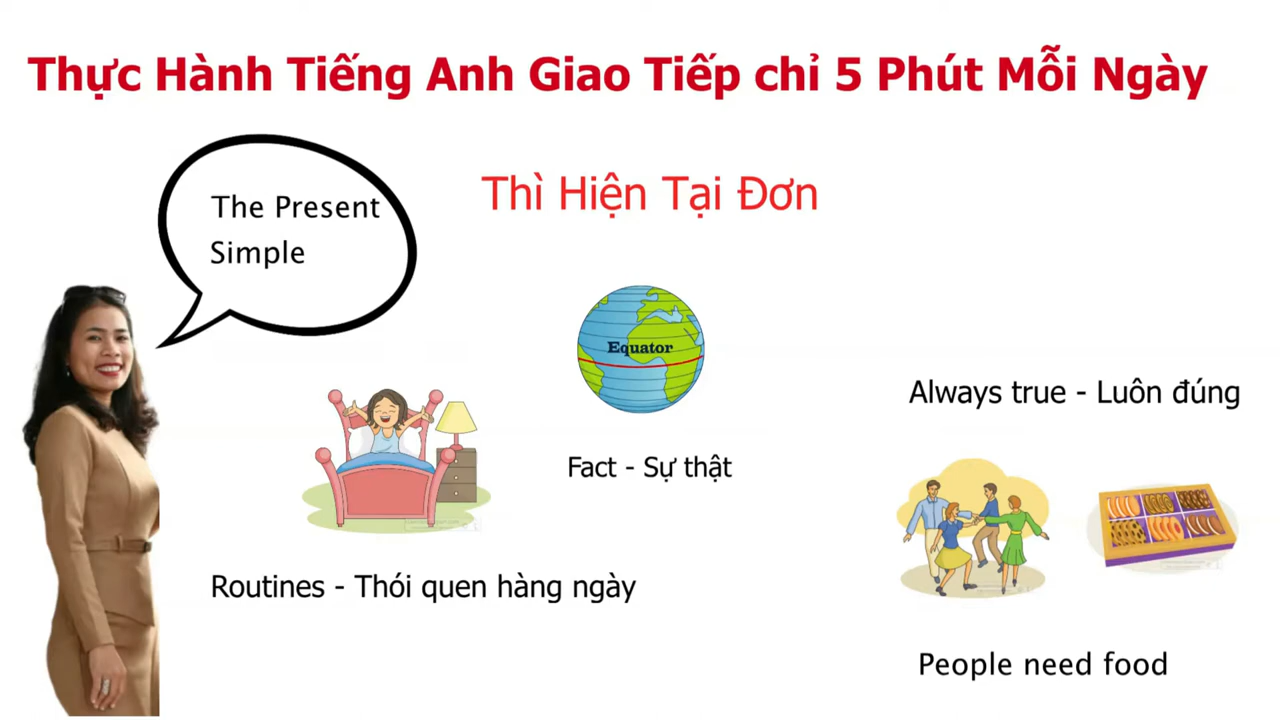 Thực Hành Tiếng Anh Giao Tiếp chỉ 5 Phút Mỗi Ngày
The Present
Simple
Thì Hiện Tại Đơn
Equator
Fact - Sự thật
Routines - Thói quen hàng ngày
Always true - Luôn đúng
People need food